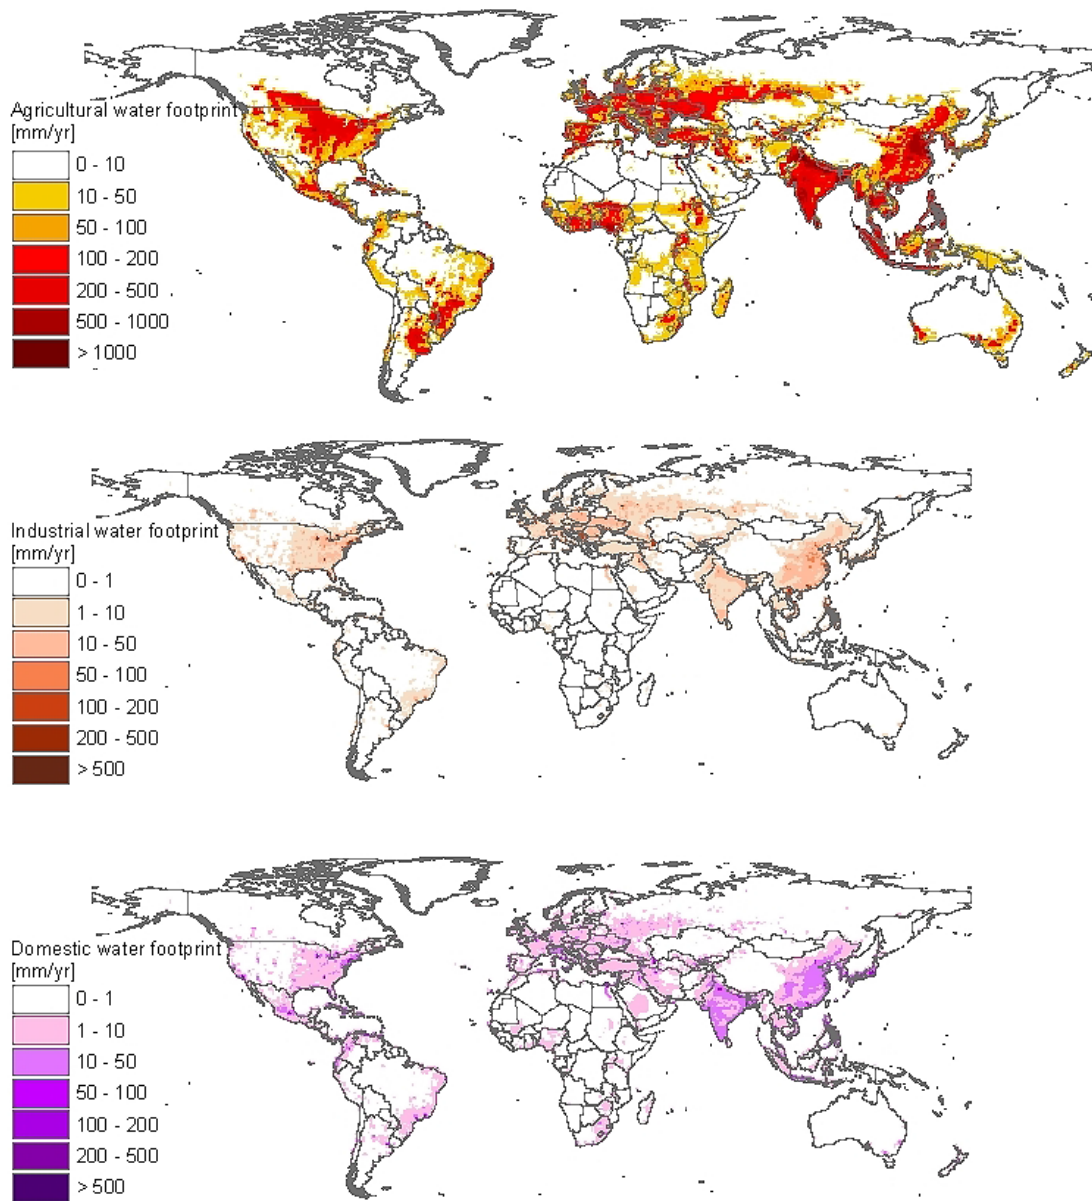 Agricultural water footprint
[mm/yr]
0 - 10
10 - 50
50 - 100
100 - 200
200 - 500
500 - 1000
> 1000
Industrial water footprint
[mm/yr]
0 - 1
1 - 10
10 - 50
50 - 100
100 - 200
200 - 500
> 500
Domestic water footprint
[mm/yr]
0 - 1
1 - 10
10 - 50
50 - 100
100 - 200
200 - 500
> 500